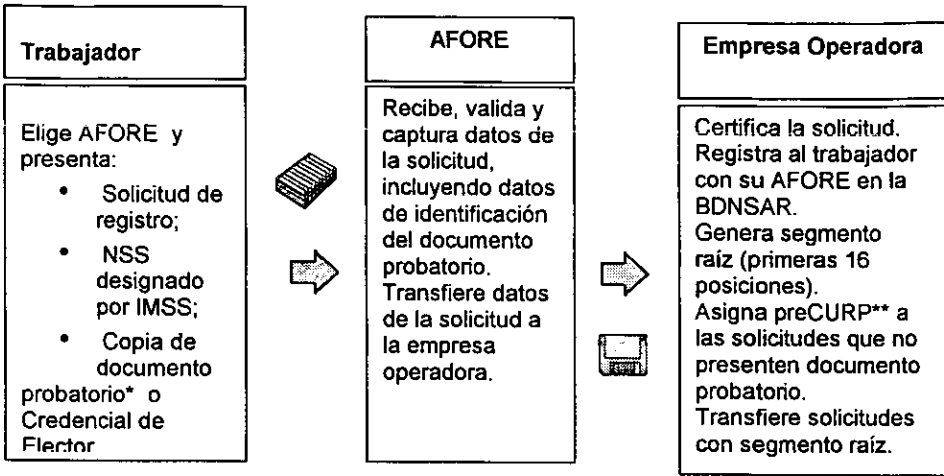 Trabajador
Elige AFORE y
presenta:
• Solicitud de
registro;
• NSS
designado
por IMSS;
• Copia de
documento
probatorio* o
Credencial de
Elector
AFORE
Recibe, valida y
captura datos de
la solicitud,
incluyendo datos
de identificación
del documento
probatorio.
Transfiere datos
de la solicitud a
la empresa
operadora.
Empresa Operadora
Certifica la solicitud.
Registra al trabajador
con su AFORE en la
BDNSAR.
Genera segmento
raíz (primeras 16
posiciones).
Asigna preCURP** a
las solicitudes que no
presenten documento
probatorio.
Transfiere solicitudes
con segmento raíz.